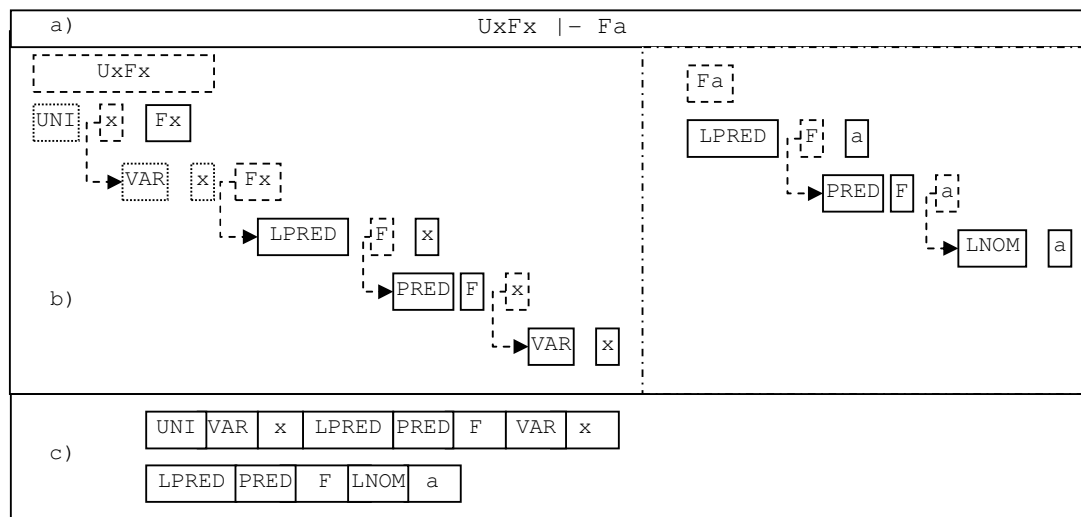 a) UxFx |— Fa
UxFx
UNI x Fx
VAR x Fx
LPRED F x
PRED F x
VAR x
Fa
LPRED F a
PRED F a
LNOM a
b)
c)
UNI VAR x LPRED PRED F VAR x
LPRED PRED F LNOM a